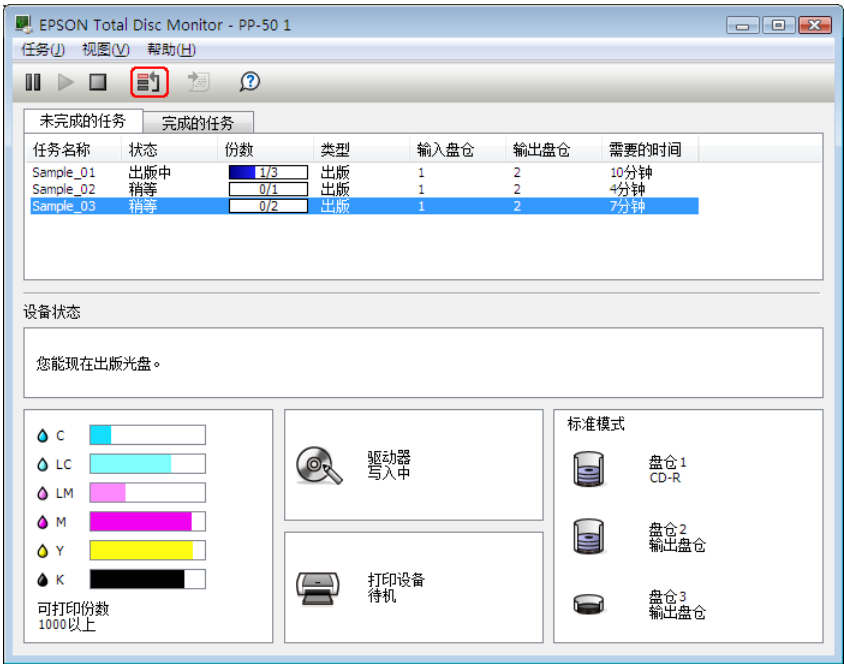 EPSON Total Disc Monitor - PP-50 1
任务(J) 视图(V) 帮助(H)
未完成的任务 完成的任务
任务名称 状态 份数 类型 输入盘仓 输出盘仓 需要的时间
Sample_01 出版中 1/3 出版 1 2 10分钟
Sample_02 稍等 0/1 出版 1 2 4分钟
Sample_03 稍等 0/2 出版 1 2 7分钟
设备状态
您能现在出版光盘。
C
LC
LM
M
Y
K
可打印份数
1000以上
驱动器
写入中
打印设备
待机
标准模式
盘仓1
CD-R
盘仓2
输出盘仓
盘仓3
输出盘仓